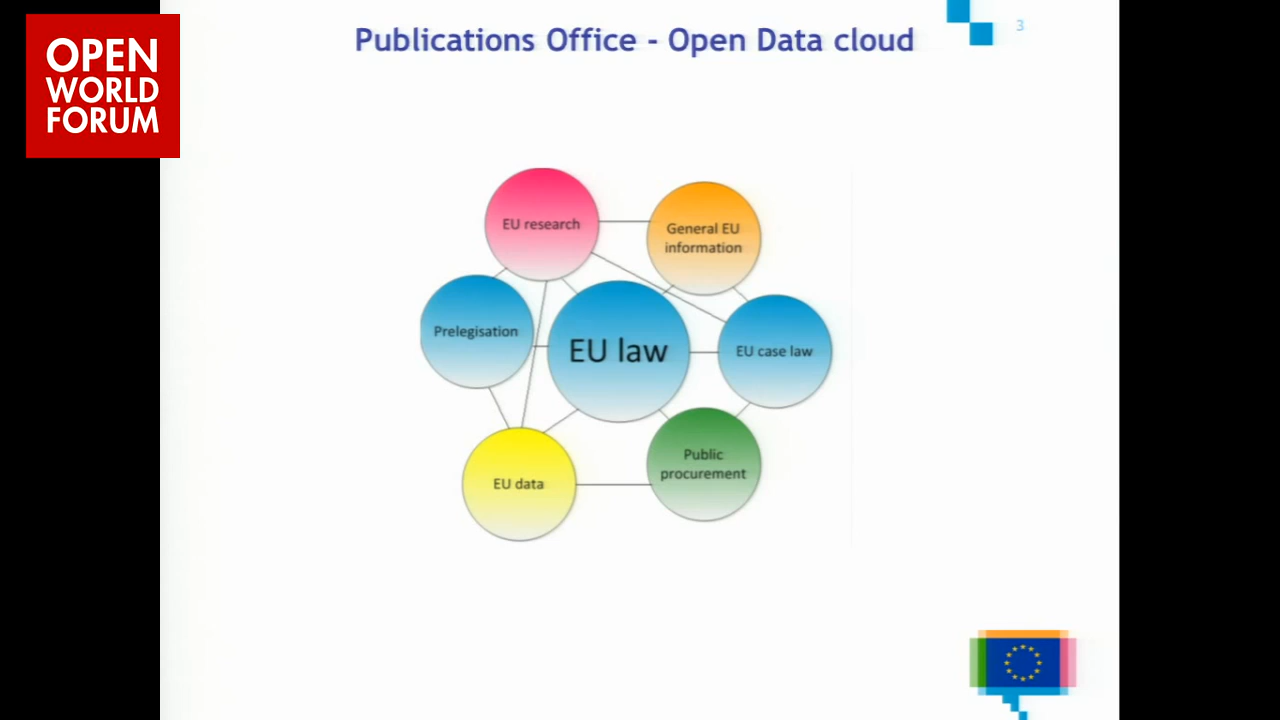 OPEN
WORLD
FORUM
Publications Office - Open Data cloud
3
EU research
General EU
information
Prelegisation
EU law
EU case law
Public
procurement
EU data